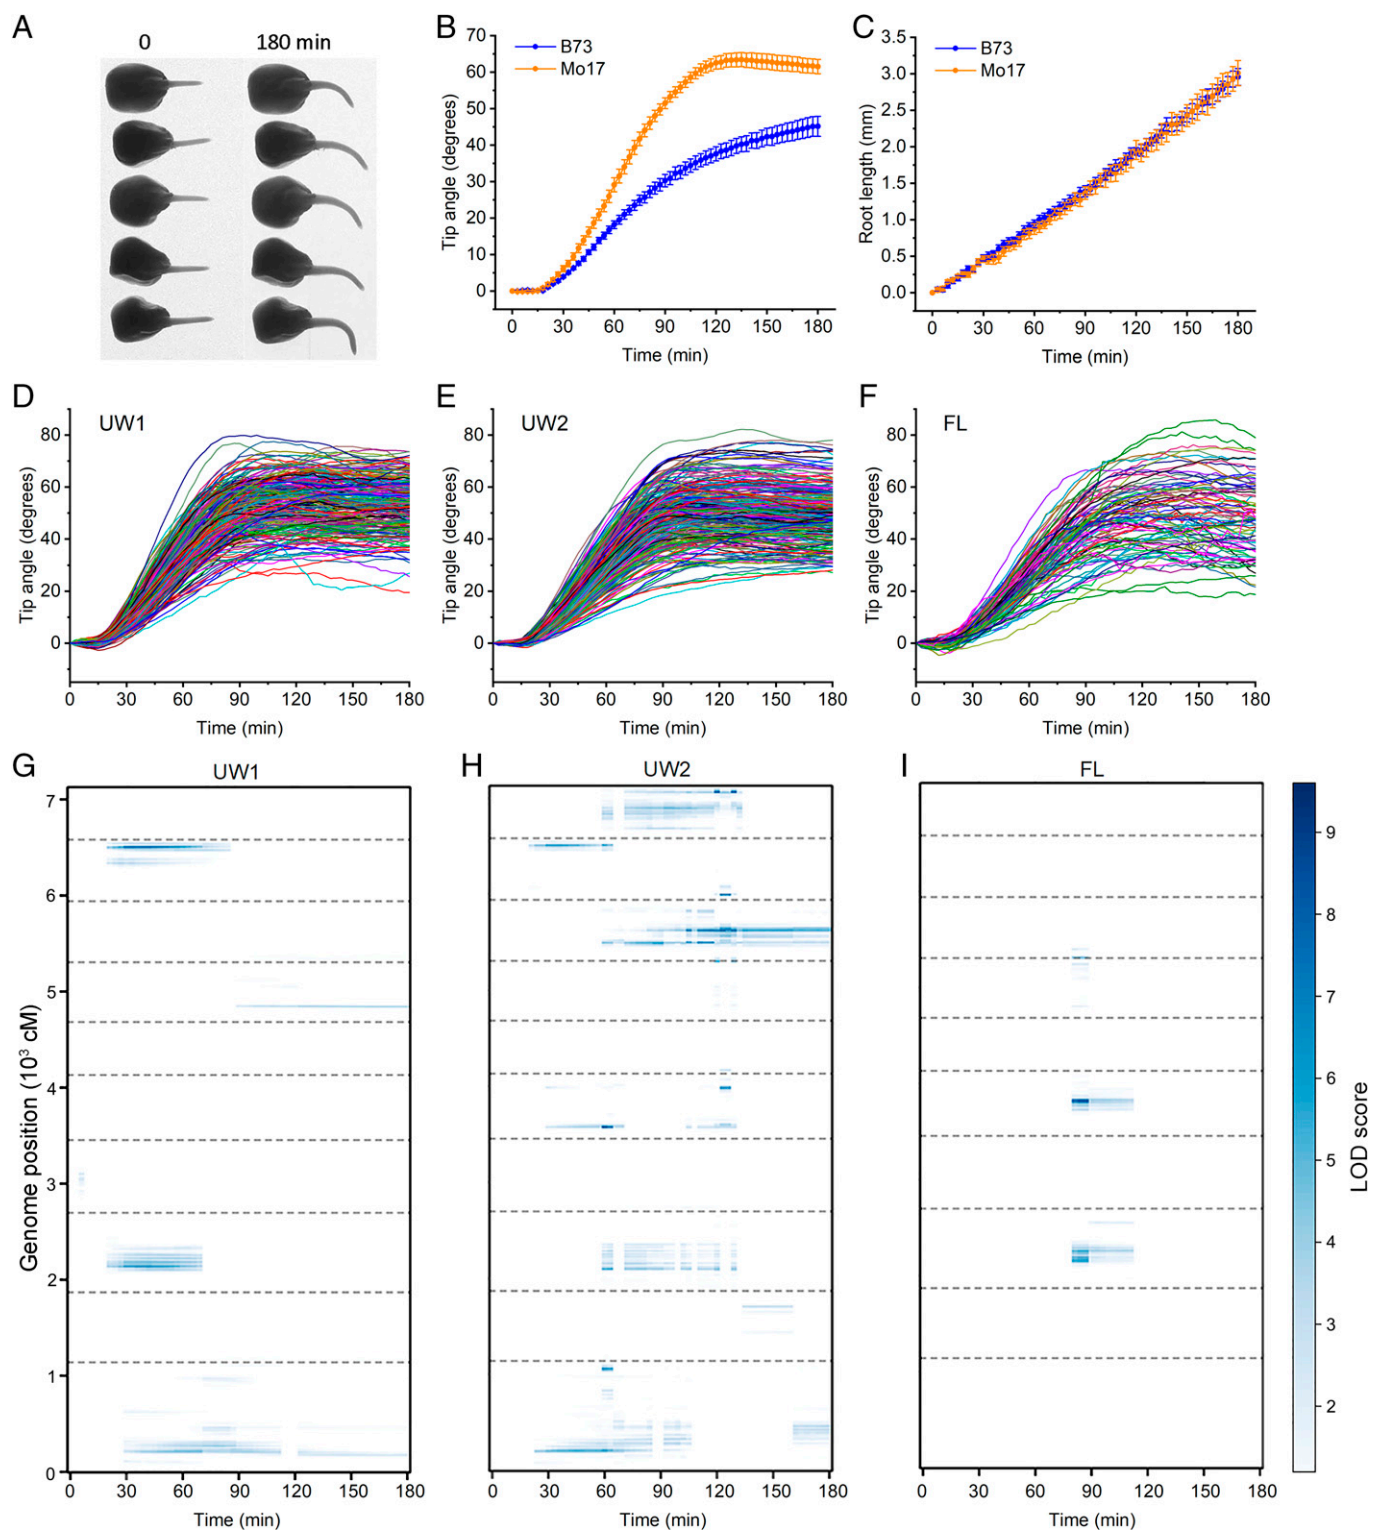 A
0 180 min
B
70
60
50
40
30
20
10
0
Tip angle (degrees)
B73
Mo17
0 30 60 90 120 150 180
Time (min)
C
3.5
3.0
2.5
2.0
1.5
1.0
0.5
0.0
Root length (mm)
B73
Mo17
0 30 60 90 120 150 180
Time (min)
D
UW1
80
60
40
20
0
Tip angle (degrees)
0 30 60 90 120 150 180
Time (min)
E
UW2
80
60
40
20
0
Tip angle (degrees)
0 30 60 90 120 150 180
Time (min)
F
FL
80
60
40
20
0
Tip angle (degrees)
0 30 60 90 120 150 180
Time (min)
G
UW1
7
6
5
4
3
2
1
0
Genome position (10³ cM)
0 30 60 90 120 150 180
Time (min)
H
UW2
0 30 60 90 120 150 180
Time (min)
I
FL
0 30 60 90 120 150 180
Time (min)
9
8
7
6
5
4
3
2
LOD score